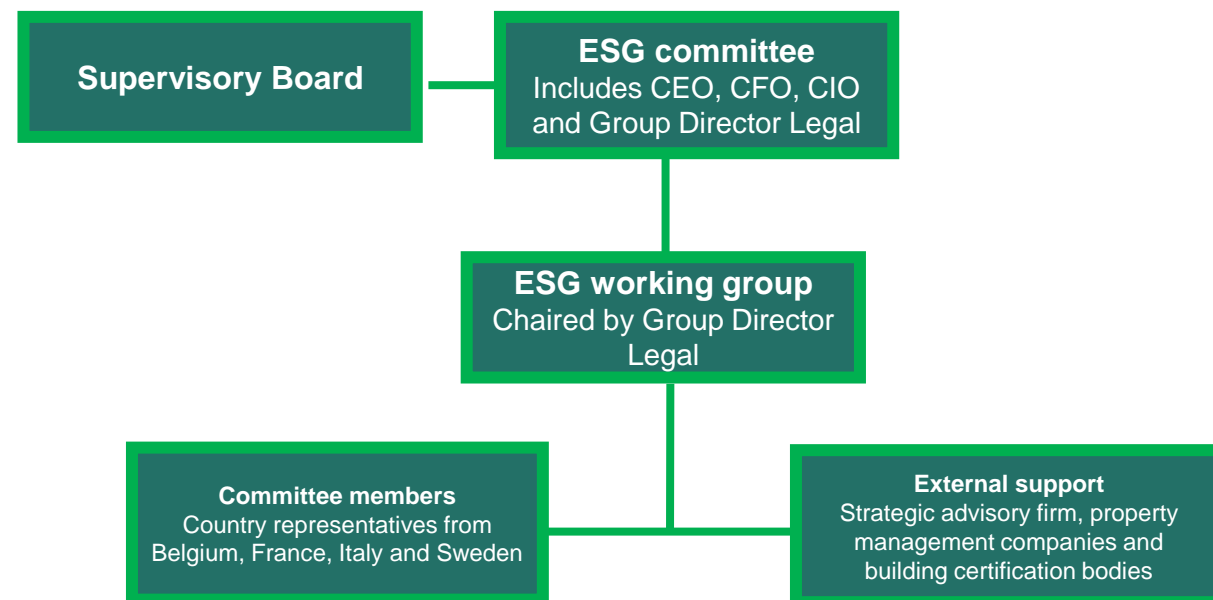 Supervisory Board
ESG committee
Includes CEO, CFO, CIO
and Group Director Legal
ESG working group
Chaired by Group Director
Legal
Committee members
Country representatives from
Belgium, France, Italy and Sweden
External support
Strategic advisory firm, property
management companies and
building certification bodies